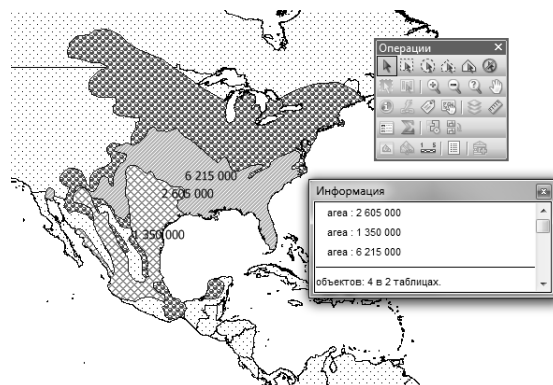 Операции
6 215 000
2 605 000
1 350 000
Информация
area : 2 605 000
area : 1 350 000
area : 6 215 000
объектов: 4 в 2 таблицах.